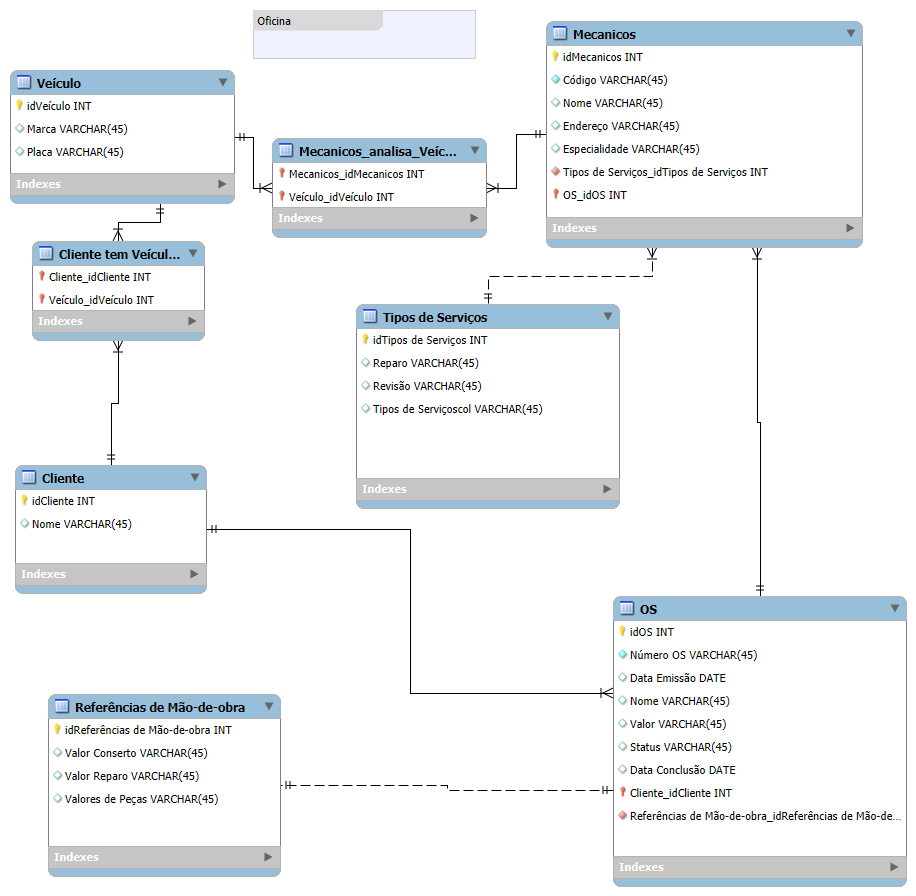 Oficina
Mecanicos
idMecanicos INT
Código VARCHAR(45)
Nome VARCHAR(45)
Endereço VARCHAR(45)
Especialidade VARCHAR(45)
Tipos de Serviços_idTipos de Serviços INT
OS_idOS INT
Indexes
Veículo
idVeículo INT
Marca VARCHAR(45)
Placa VARCHAR(45)
Indexes
Mecanicos_analisa_Veíc...
Mecanicos_idMecanicos INT
Veículo_idVeículo INT
Indexes
Cliente tem Veícul...
Cliente_idCliente INT
Veículo_idVeículo INT
Indexes
Tipos de Serviços
idTipos de Serviços INT
Reparo VARCHAR(45)
Revisão VARCHAR(45)
Tipos de Serviçoscol VARCHAR(45)
Indexes
Cliente
idCliente INT
Nome VARCHAR(45)
Indexes
OS
idOS INT
Número OS VARCHAR(45)
Data Emissão DATE
Nome VARCHAR(45)
Valor VARCHAR(45)
Status VARCHAR(45)
Data Conclusão DATE
Cliente_idCliente INT
Referências de Mão-de-obra_idReferências de Mão-de...
Indexes
Referências de Mão-de-obra
idReferências de Mão-de-obra INT
Valor Conserto VARCHAR(45)
Valor Reparo VARCHAR(45)
Valores de Peças VARCHAR(45)
Indexes